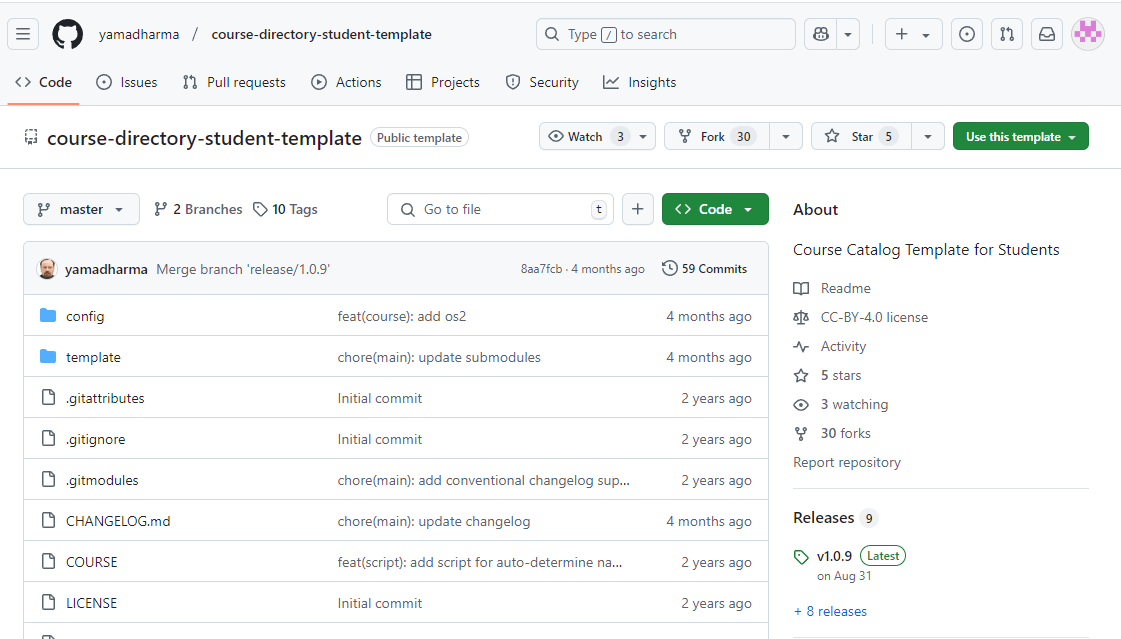 yamadharma / course-directory-student-template
Type / to search
Code Issues Pull requests Actions Projects Security Insights
course-directory-student-template Public template
Watch 3 Fork 30 Star 5 Use this template
master 2 Branches 10 Tags Go to file t + Code
yamadharma Merge branch 'release/1.0.9' 8aa7fcb · 4 months ago 59 Commits
config feat(course): add os2 4 months ago
template chore(main): update submodules 4 months ago
.gitattributes Initial commit 2 years ago
.gitignore Initial commit 2 years ago
.gitmodules chore(main): add conventional changelog sup... 2 years ago
CHANGELOG.md chore(main): update changelog 4 months ago
COURSE feat(script): add script for auto-determine na... 2 years ago
LICENSE Initial commit 2 years ago
About
Course Catalog Template for Students
Readme
CC-BY-4.0 license
Activity
5 stars
3 watching
30 forks
Report repository
Releases 9
v1.0.9 Latest
on Aug 31
+ 8 releases